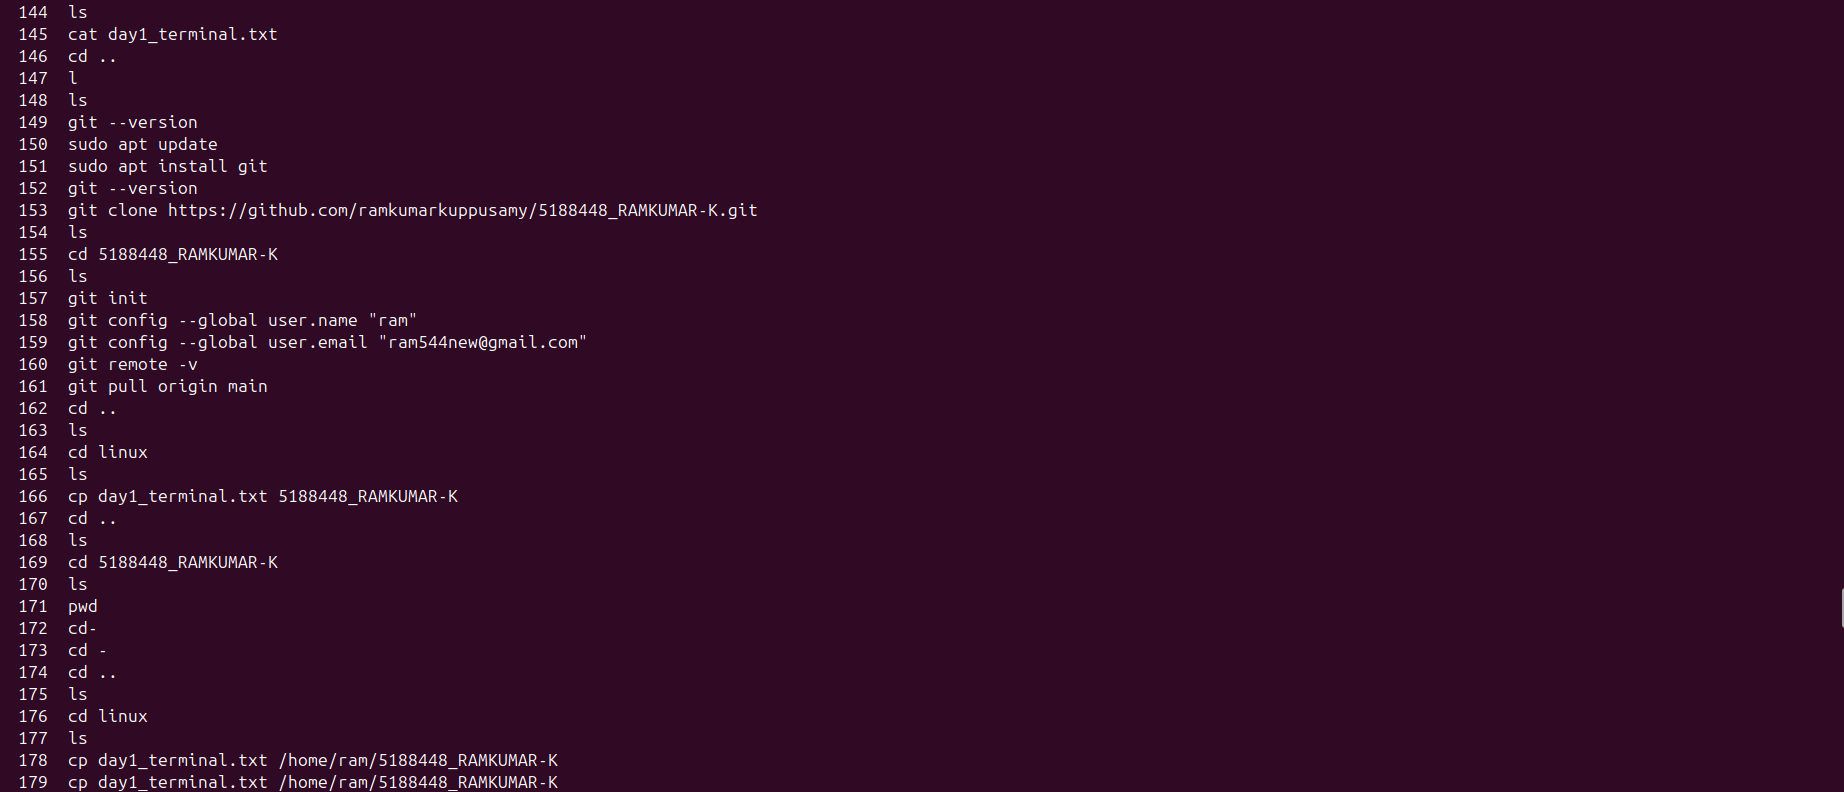 144 ls
145 cat day1_terminal.txt
146 cd ..
147 l
148 ls
149 git --version
150 sudo apt update
151 sudo apt install git
152 git --version
153 git clone https://github.com/ramkumarkuppusamy/5188448_RAMKUMAR-K.git
154 ls
155 cd 5188448_RAMKUMAR-K
156 ls
157 git init
158 git config --global user.name "ram"
159 git config --global user.email "ram544new@gmail.com"
160 git remote -v
161 git pull origin main
162 cd ..
163 ls
164 cd linux
165 ls
166 cp day1_terminal.txt 5188448_RAMKUMAR-K
167 cd ..
168 ls
169 cd 5188448_RAMKUMAR-K
170 ls
171 pwd
172 cd-
173 cd -
174 cd ..
175 ls
176 cd linux
177 ls
178 cp day1_terminal.txt /home/ram/5188448_RAMKUMAR-K
179 cp day1_terminal.txt /home/ram/5188448_RAMKUMAR-K